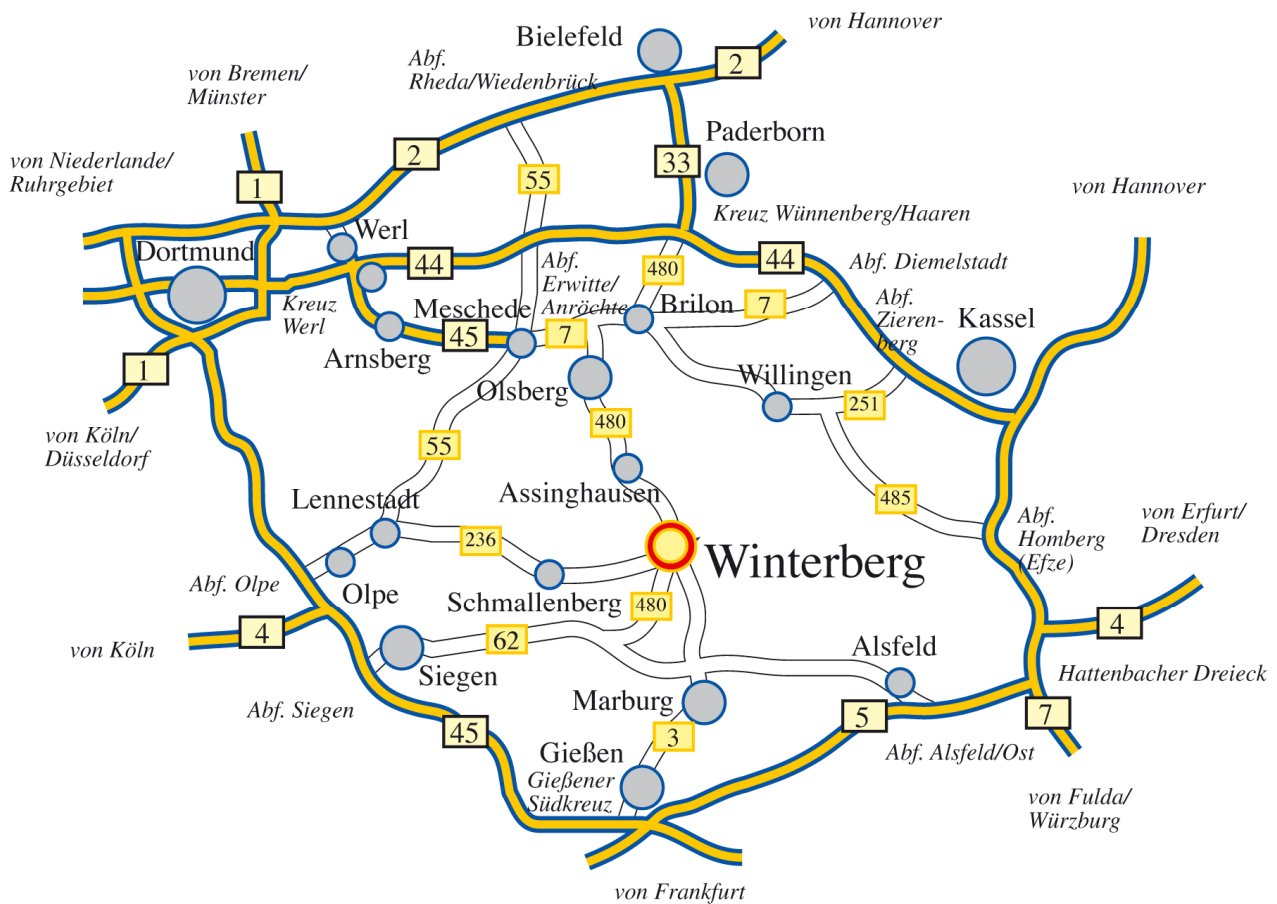 von Hannover
Bielefeld
2
Abf.
Rheda/Wiedenbrück
von Bremen/
Münster
Paderborn
2
33
von Niederlande/
Ruhrgebiet
1
55
von Hannover
Kreuz Wünnenberg/Haaren
Werl
Dortmund
44
480
44
Abf. Diemelstadt
Abf.
Erwitte/
Anröchte
Kreuz
Werl
Meschede
Brilon
7
Abf.
Zieren-
berg
Kassel
45
7
Arnsberg
1
Olsberg
Willingen
251
480
von Köln/
Düsseldorf
55
Assinghausen
Lennestadt
485
Abf.
Homberg
(Efze)
von Erfurt/
Dresden
236
Winterberg
Abf. Olpe
Olpe
Schmallenberg
480
4
4
von Köln
62
Siegen
Alsfeld
Hattenbacher Dreieck
Abf. Siegen
Marburg
5
7
45
3
Gießen
Gießener
Südkreuz
Abf. Alsfeld/Ost
von Fulda/
Würzburg
von Frankfurt